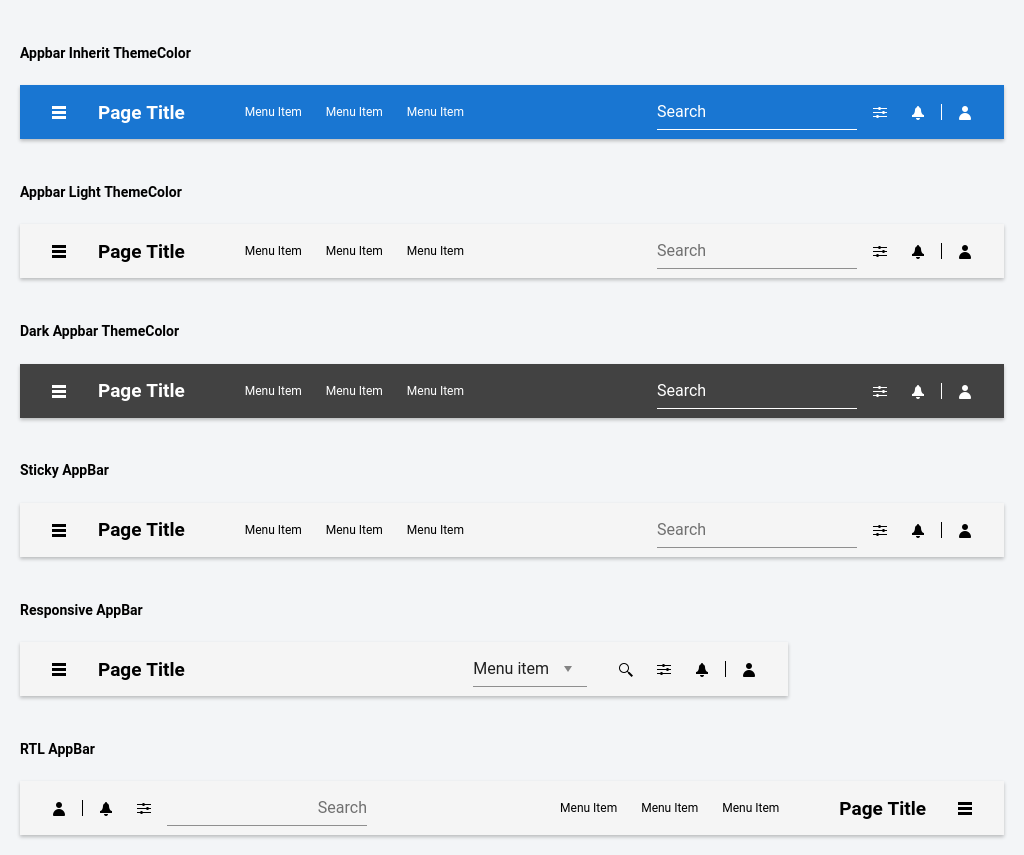 Appbar Inherit ThemeColor
Page Title Menu Item Menu Item Menu Item Search
Appbar Light ThemeColor
Page Title Menu Item Menu Item Menu Item Search
Dark Appbar ThemeColor
Page Title Menu Item Menu Item Menu Item Search
Sticky AppBar
Page Title Menu Item Menu Item Menu Item Search
Responsive AppBar
Page Title Menu item
RTL AppBar
Search Menu Item Menu Item Menu Item Page Title